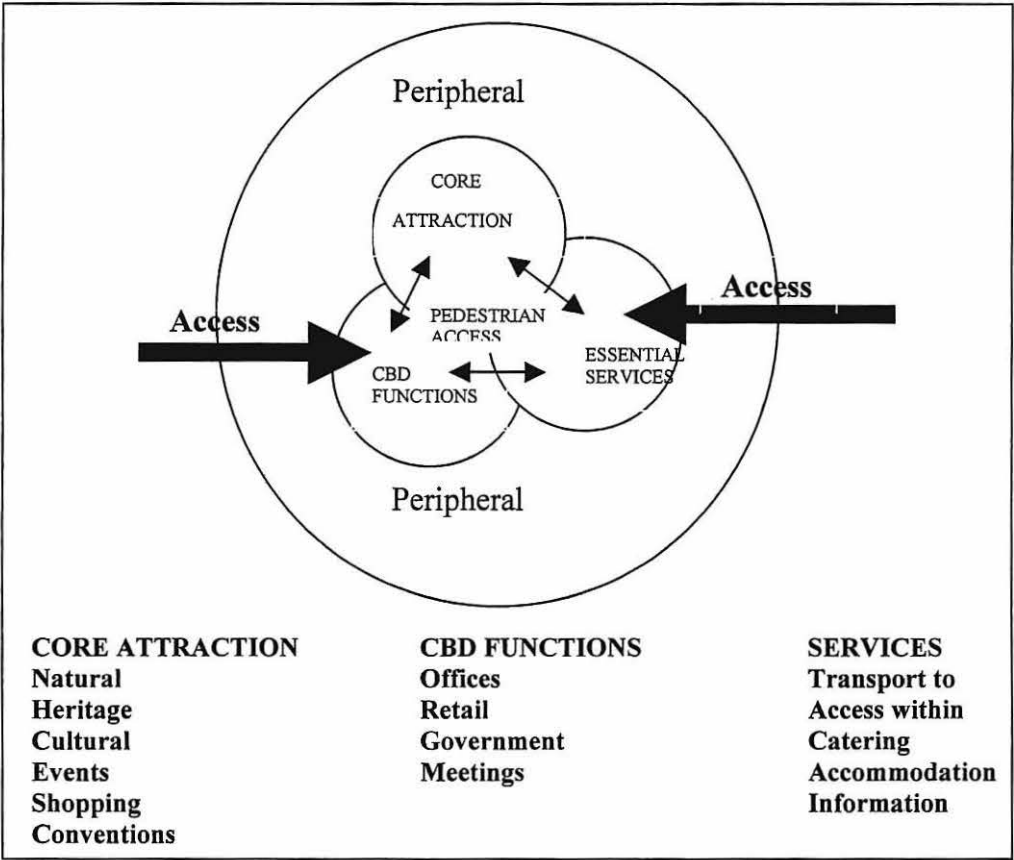 Peripheral
CORE
ATTRACTION
Access
Access
PEDESTRIAN
ACCESS
ESSENTIAL
SERVICES
CBD
FUNCTIONS
Peripheral
CORE ATTRACTION
Natural
Heritage
Cultural
Events
Shopping
Conventions
CBD FUNCTIONS
Offices
Retail
Government
Meetings
SERVICES
Transport to
Access within
Catering
Accommodation
Information